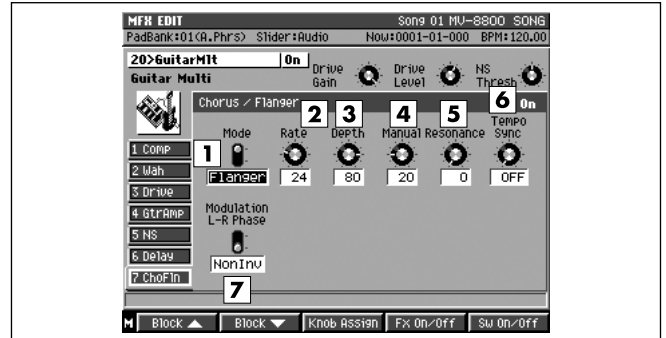 MFX EDIT Song 01 MV-8800 SONG
PadBank:01(A.Phrs) Slider:Audio Now:0001-01-000 BPM:120.00
20>GuitarMlt On
Guitar Multi
Drive Gain
Drive Level
NS Thresh
Chorus / Flanger On
1 2 3 4 5 6
Mode Rate Depth Manual Resonance Tempo Sync
Flanger 24 80 20 0 OFF
Modulation
L-R Phase
NonInv
7
1 Comp
2 Wah
3 Drive
4 GtrAmp
5 NS
6 Delay
7 ChoFln
M Block ▲ Block ▼ Knob Assign FX On/Off SW On/Off